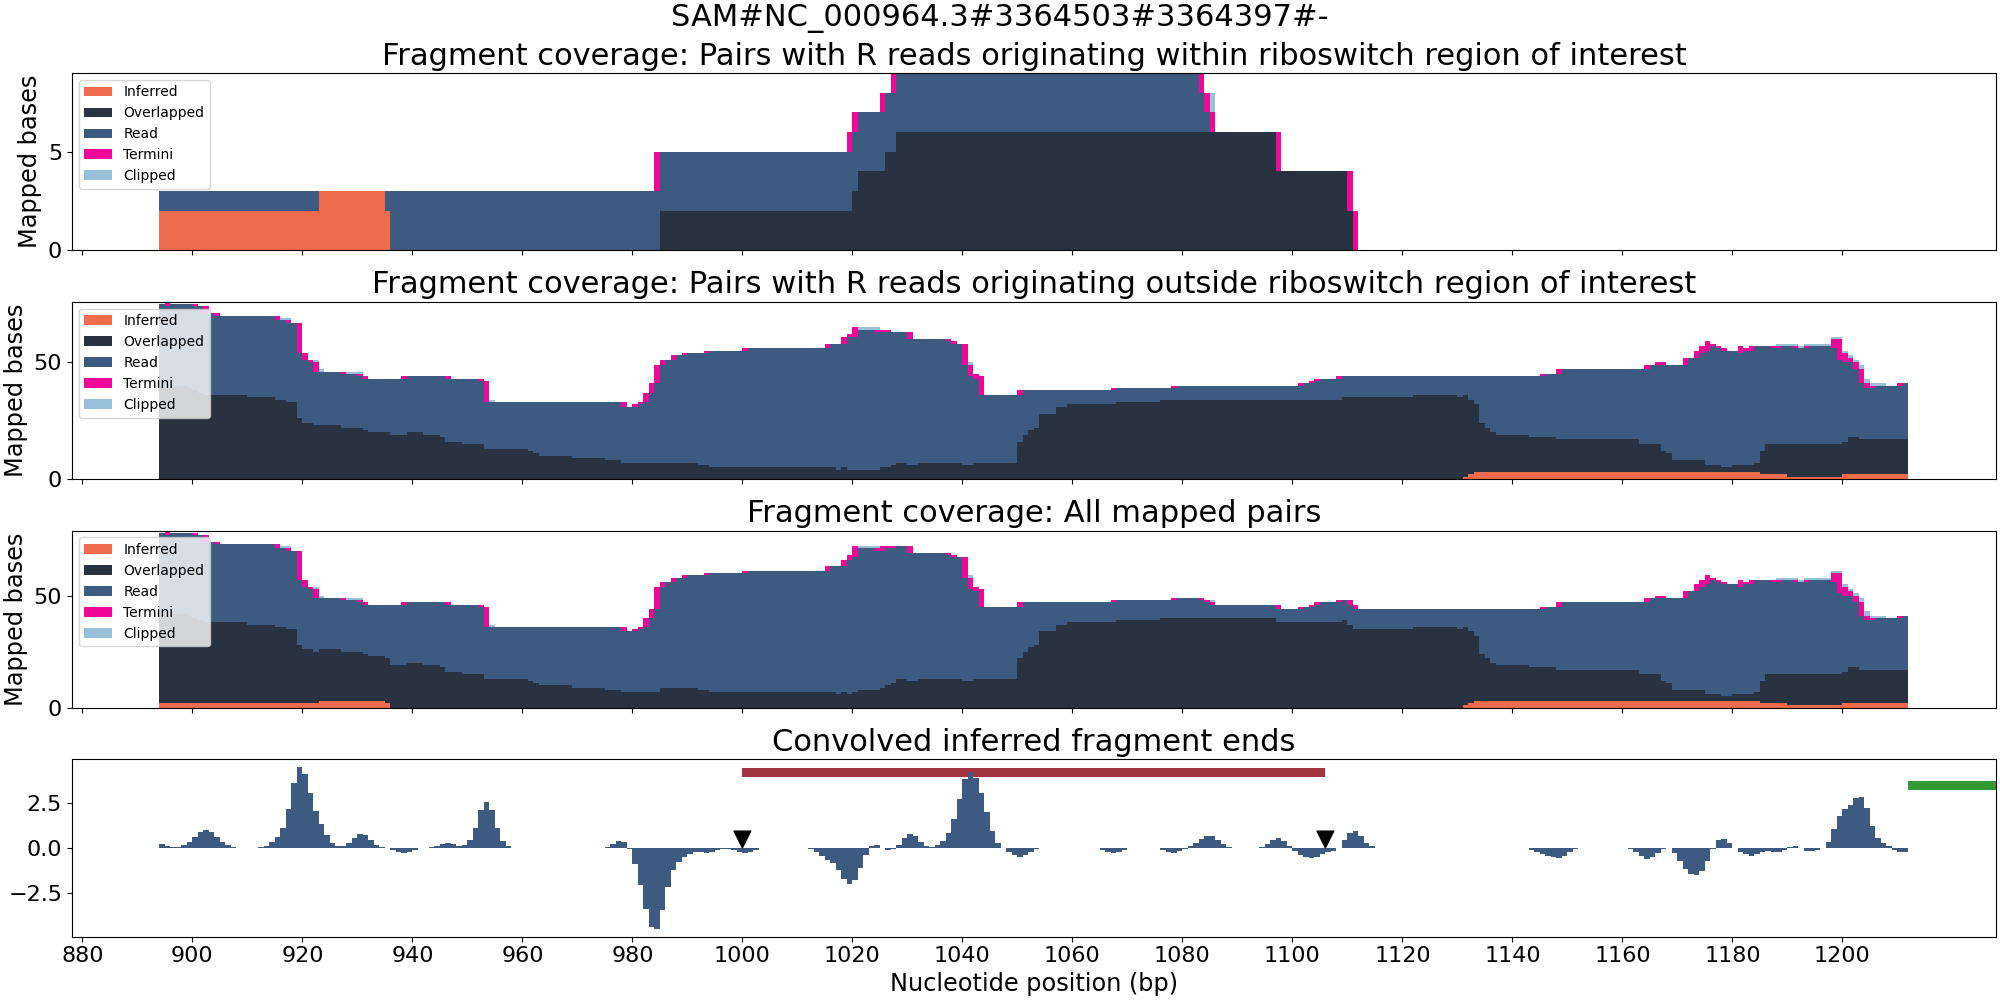 SAM#NC_000964.3#3364503#3364397#-
Fragment coverage: Pairs with R reads originating within riboswitch region of interest
Mapped bases
5
0
Inferred
Overlapped
Read
Termini
Clipped
Fragment coverage: Pairs with R reads originating outside riboswitch region of interest
Mapped bases
50
0
Inferred
Overlapped
Read
Termini
Clipped
Fragment coverage: All mapped pairs
Mapped bases
50
0
Inferred
Overlapped
Read
Termini
Clipped
Convolved inferred fragment ends
2.5
0.0
−2.5
880 900 920 940 960 980 1000 1020 1040 1060 1080 1100 1120 1140 1160 1180 1200
Nucleotide position (bp)